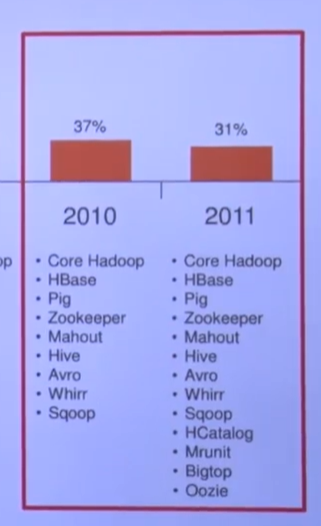 37%
31%
2010
2011
op
• Core Hadoop
• HBase
• Pig
• Zookeeper
• Mahout
• Hive
• Avro
• Whirr
• Sqoop
• Core Hadoop
• HBase
• Pig
• Zookeeper
• Mahout
• Hive
• Avro
• Whirr
• Sqoop
• HCatalog
• Mrunit
• Bigtop
• Oozie